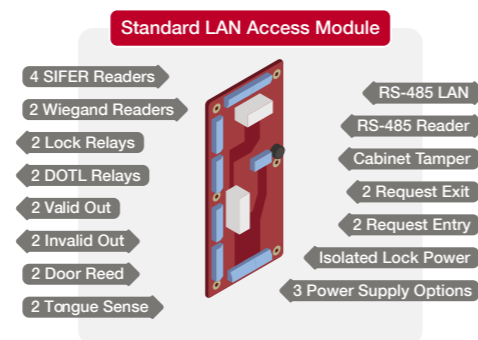 Standard LAN Access Module
4 SIFER Readers
2 Wiegand Readers
2 Lock Relays
2 DOTL Relays
2 Valid Out
2 Invalid Out
2 Door Reed
2 Tongue Sense
RS-485 LAN
RS-485 Reader
Cabinet Tamper
2 Request Exit
2 Request Entry
Isolated Lock Power
3 Power Supply Options